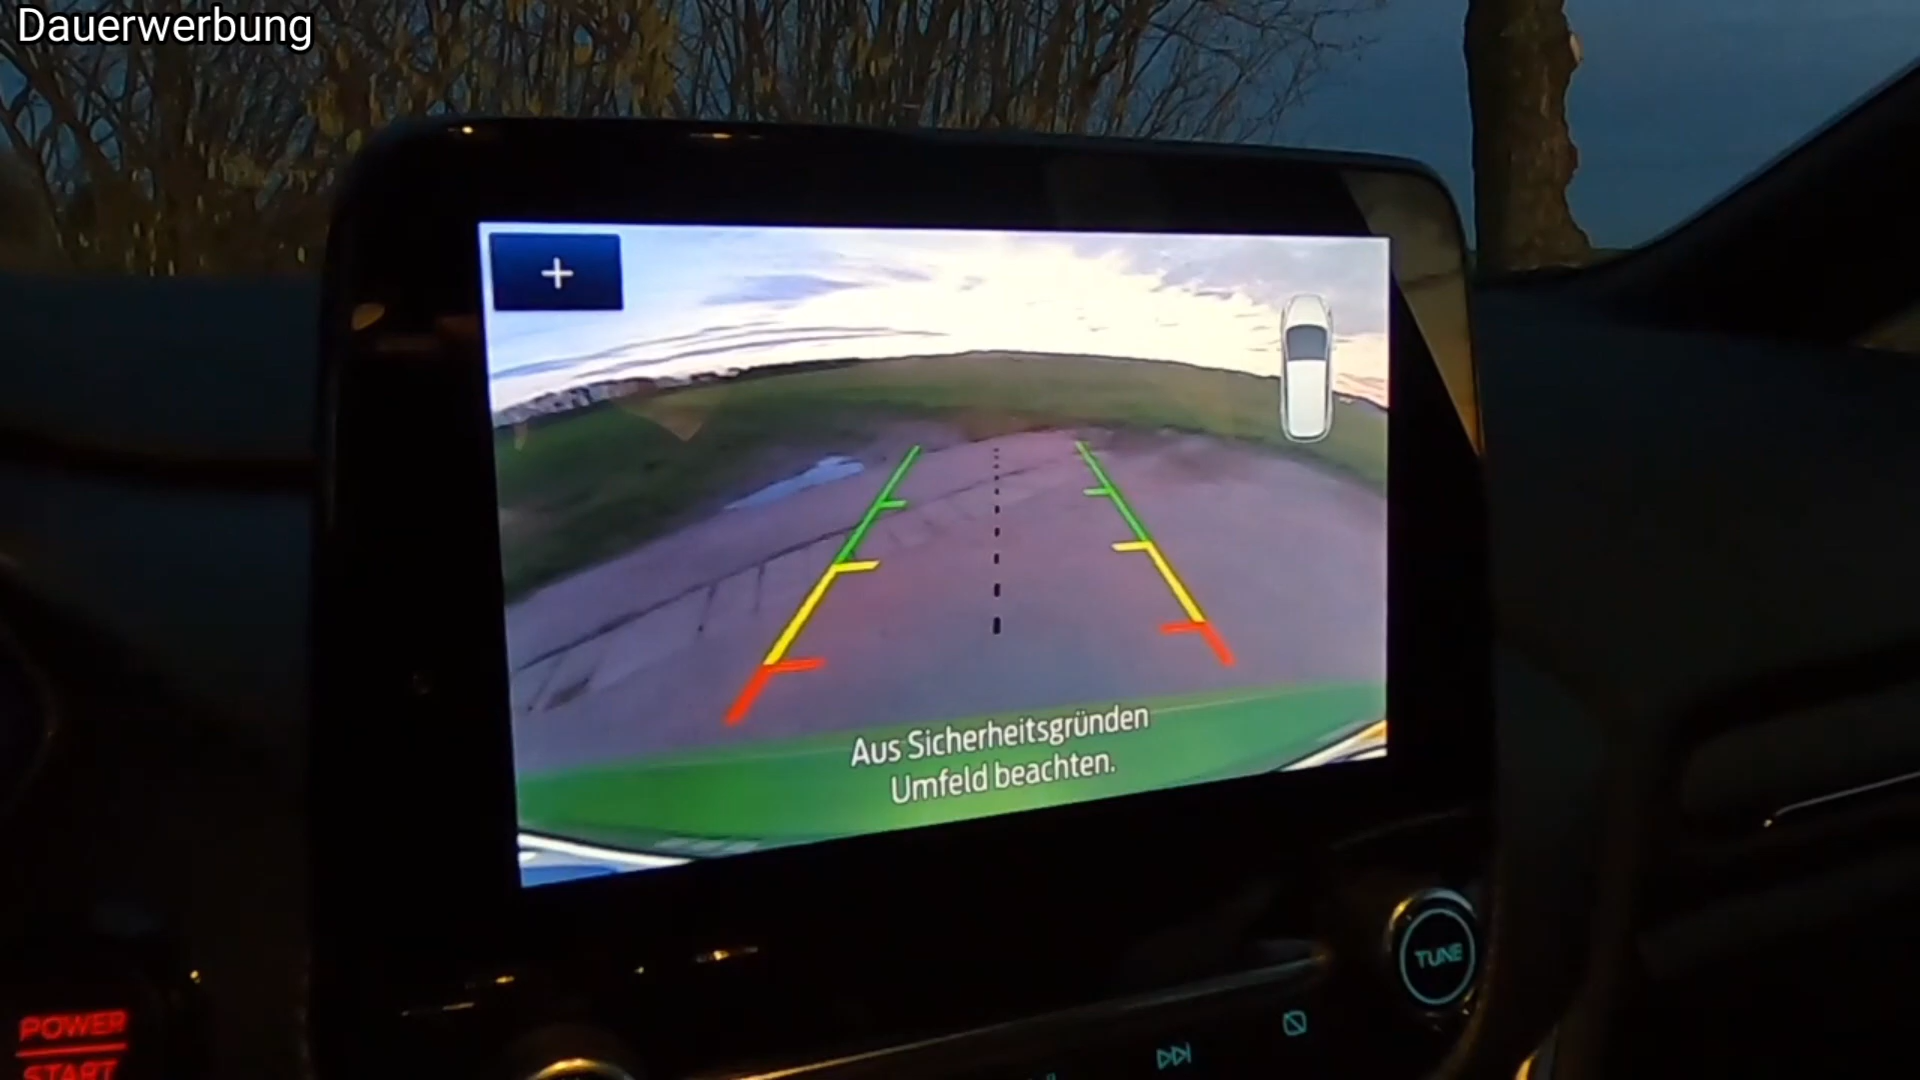 Dauerwerbung
+
Aus Sicherheitsgründen
Umfeld beachten.
TUNE
POWER
START